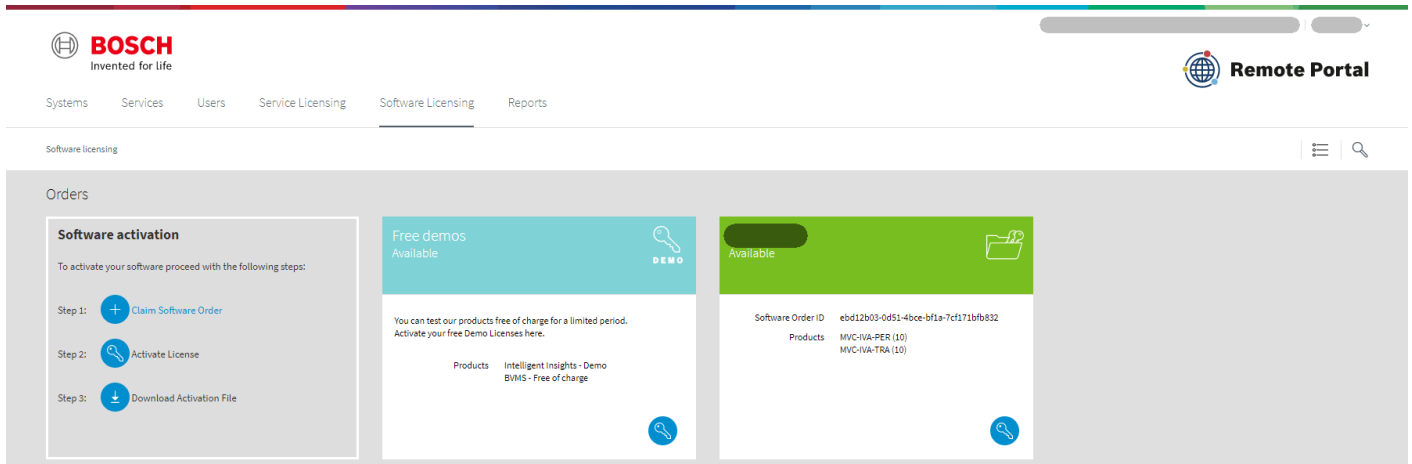 BOSCH
Invented for life
Remote Portal
Systems Services Users Service Licensing Software Licensing Reports
Software licensing
Orders
Software activation
To activate your software proceed with the following steps:
Step 1: Claim Software Order
Step 2: Activate License
Step 3: Download Activation File
Free demos
Available
DEMO
You can test our products free of charge for a limited period.
Activate your free Demo Licenses here.
Products Intelligent Insights - Demo
BVMS - Free of charge
Available
Software Order ID ebd12b03-0d51-4bce-bf1a-7cf171bfb832
Products MVC-IVA-PER (10)
MVC-IVA-TRA (10)